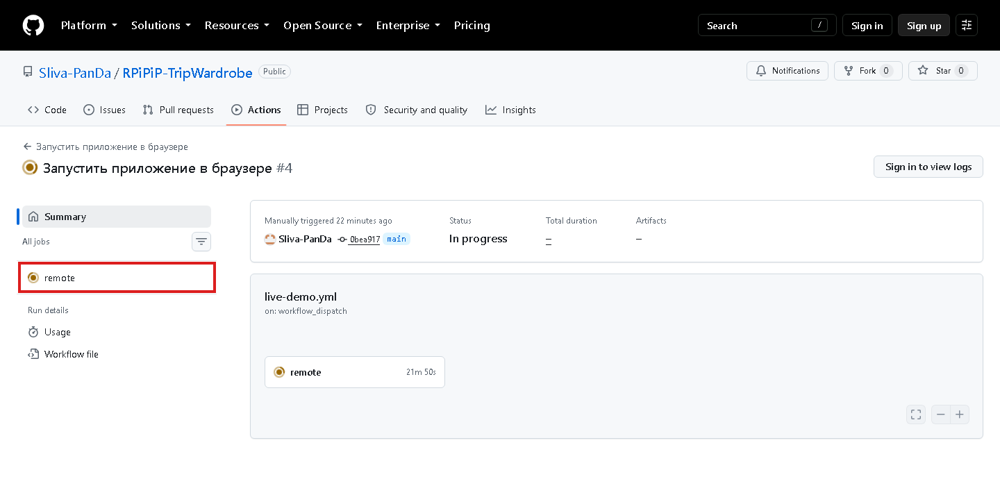 Platform Solutions Resources Open Source Enterprise Pricing Search / Sign in Sign up
Sliva-PanDa / RPiPiP-TripWardrobe Public Notifications Fork 0 Star 0
Code Issues Pull requests Actions Projects Security and quality Insights
Запустить приложение в браузере
Запустить приложение в браузере #4
Sign in to view logs
Summary
All jobs
remote
Run details
Usage
Workflow file
Manually triggered 22 minutes ago Status Total duration Artifacts
Sliva-PanDa 0bea917 main In progress – –
live-demo.yml
on: workflow_dispatch
remote 21m 50s